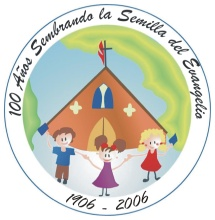 100 Años Sembrando la Semilla del Evangelio
1906 - 2006